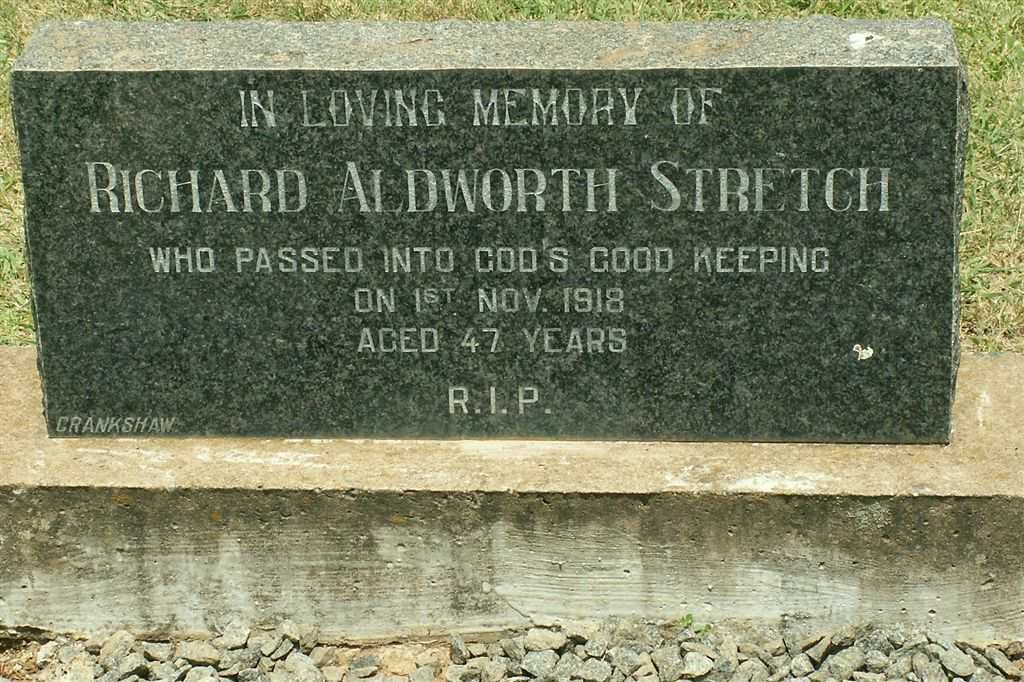 IN LOVING MEMORY OF
RICHARD ALDWORTH STRETCH
WHO PASSED INTO GOD'S GOOD KEEPING
ON 1ST. NOV. 1918
AGED 47 YEARS
R.I.P.
CRANKSHAW